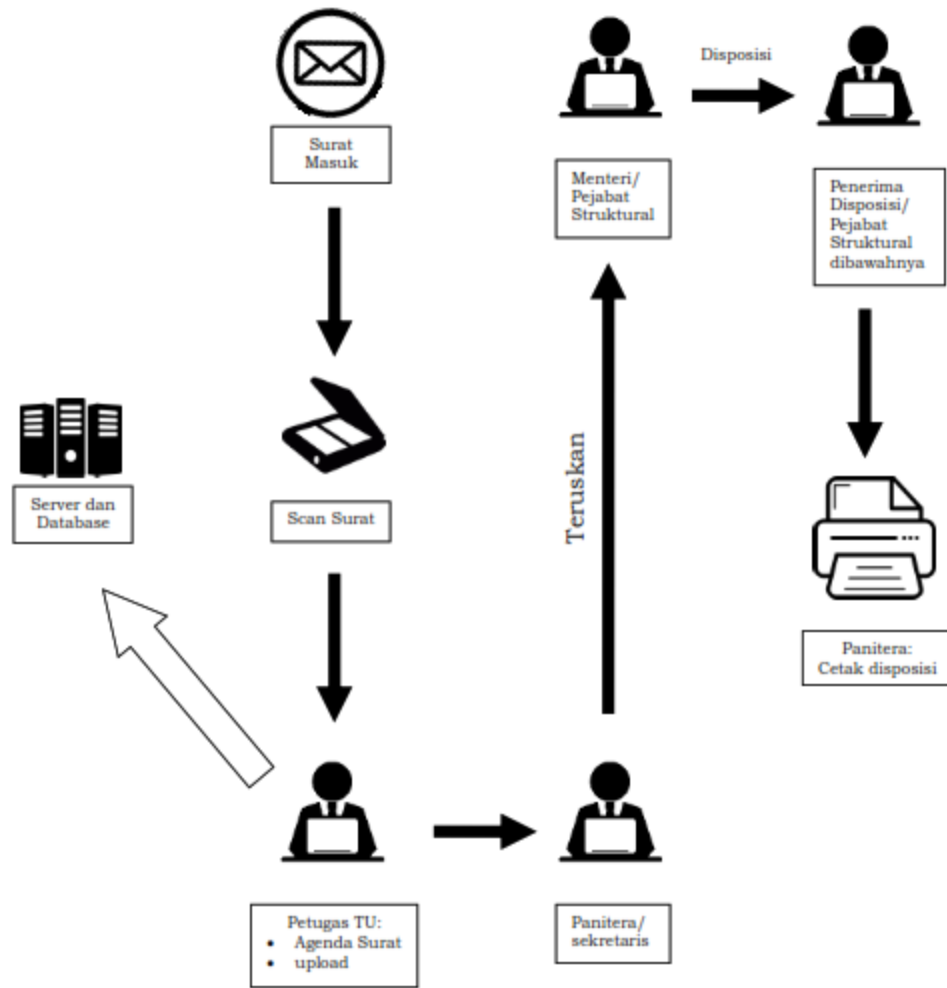 Surat
Masuk
Scan Surat
Server dan
Database
Petugas TU:
• Agenda Surat
• upload
Panitera/
sekretaris
Teruskan
Menteri/
Pejabat
Struktural
Disposisi
Penerima
Disposisi/
Pejabat
Struktural
dibawahnya
Panitera:
Cetak disposisi